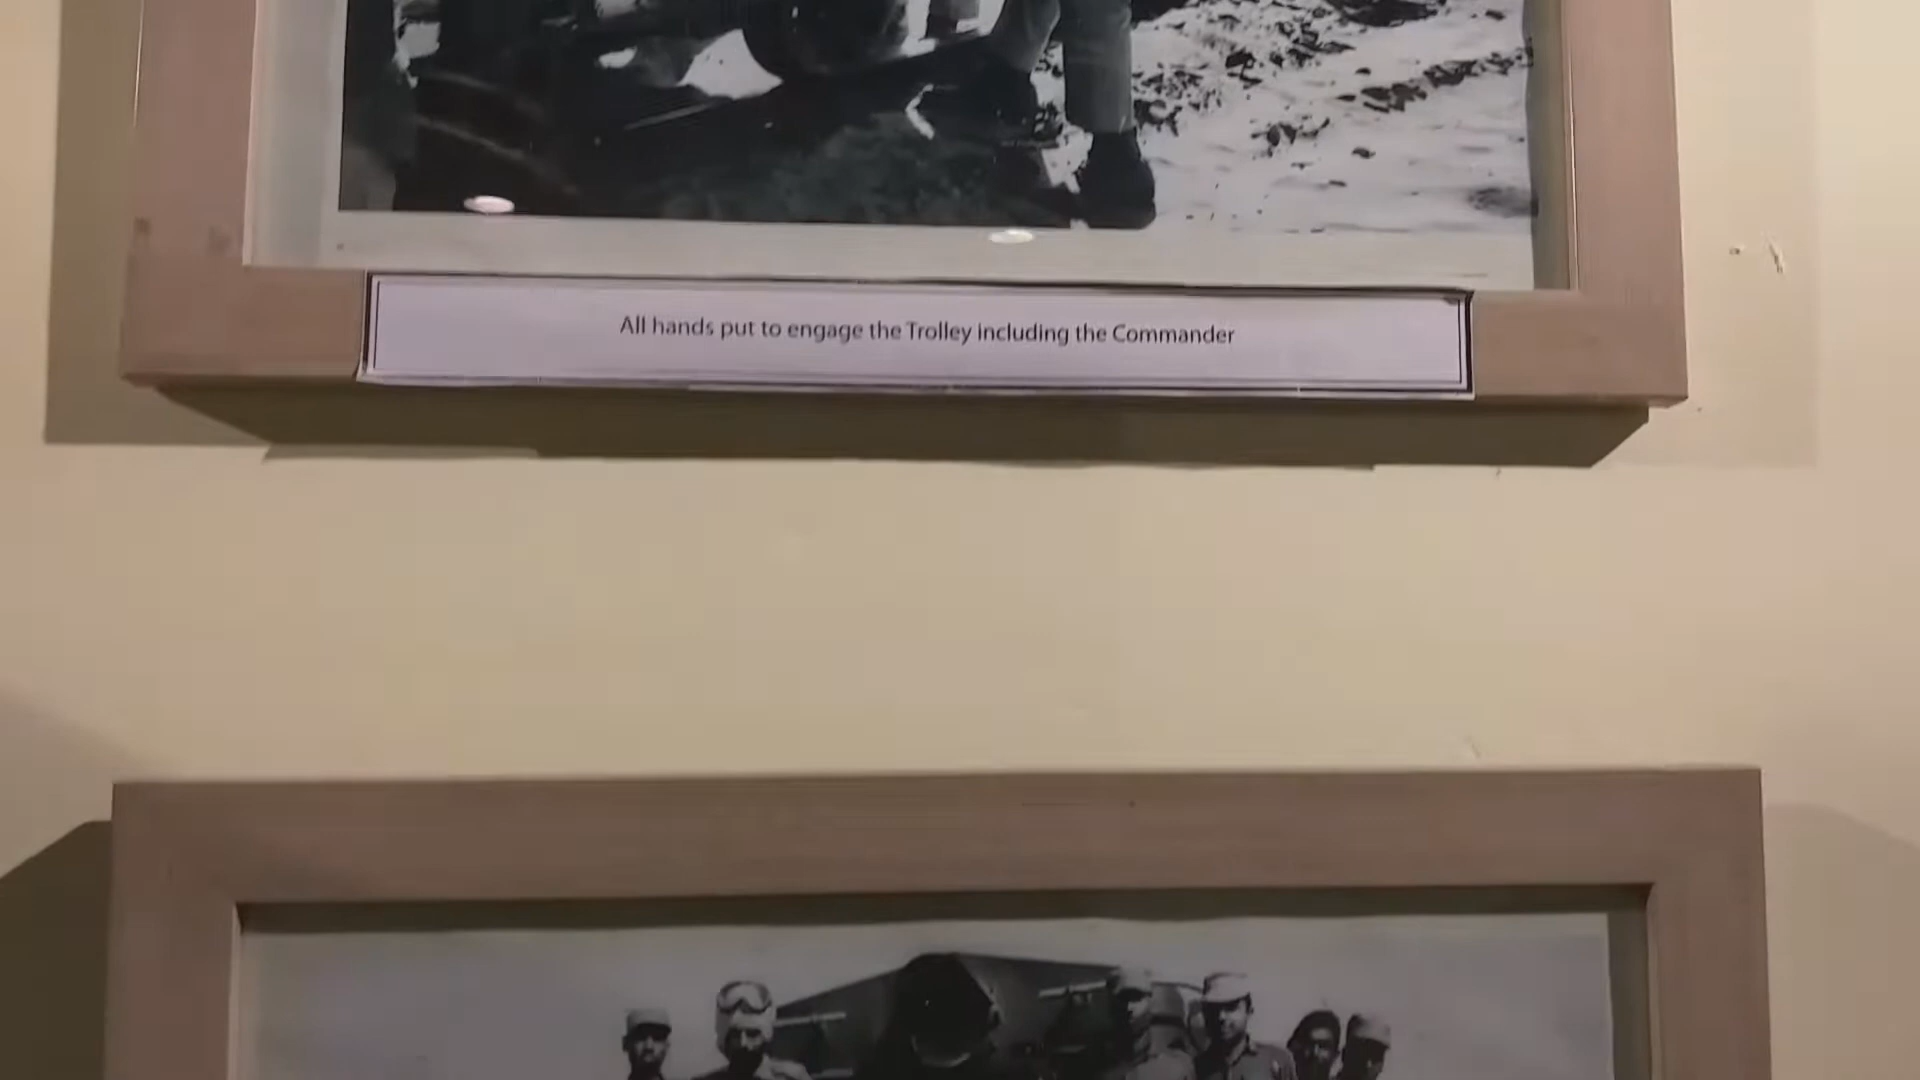 All hands put to engage the Trolley including the Commander